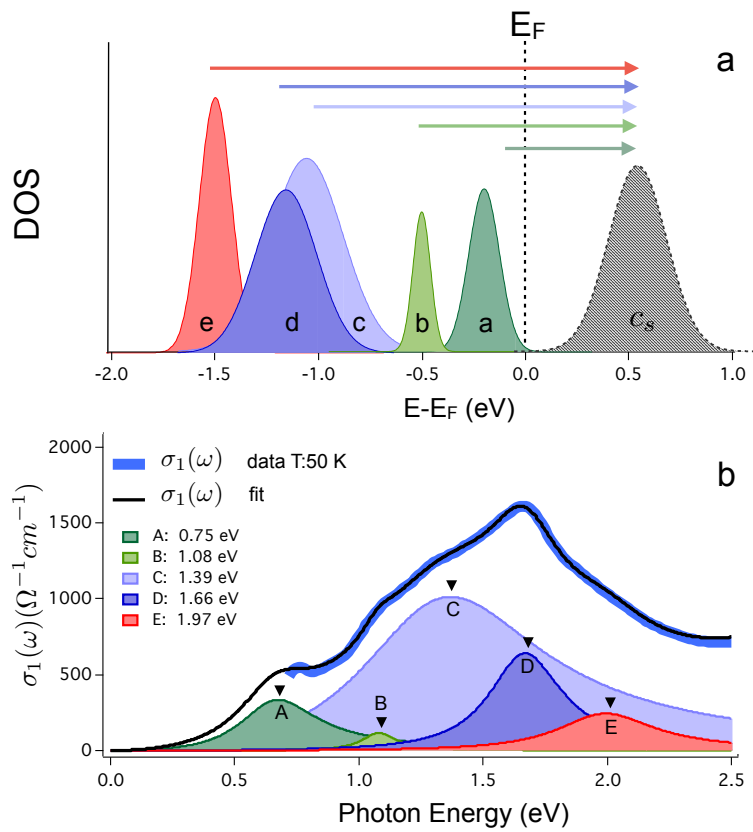 E_F
a
DOS
e
d
c
b
a
c_s
-2.0
-1.5
-1.0
-0.5
0.0
0.5
1.0
E-E_F (eV)
b
2000
1500
1000
500
0
σ₁(ω)(Ω⁻¹cm⁻¹)
σ₁(ω) data T:50 K
σ₁(ω) fit
A: 0.75 eV
B: 1.08 eV
C: 1.39 eV
D: 1.66 eV
E: 1.97 eV
A
B
C
D
E
0.0
0.5
1.0
1.5
2.0
2.5
Photon Energy (eV)